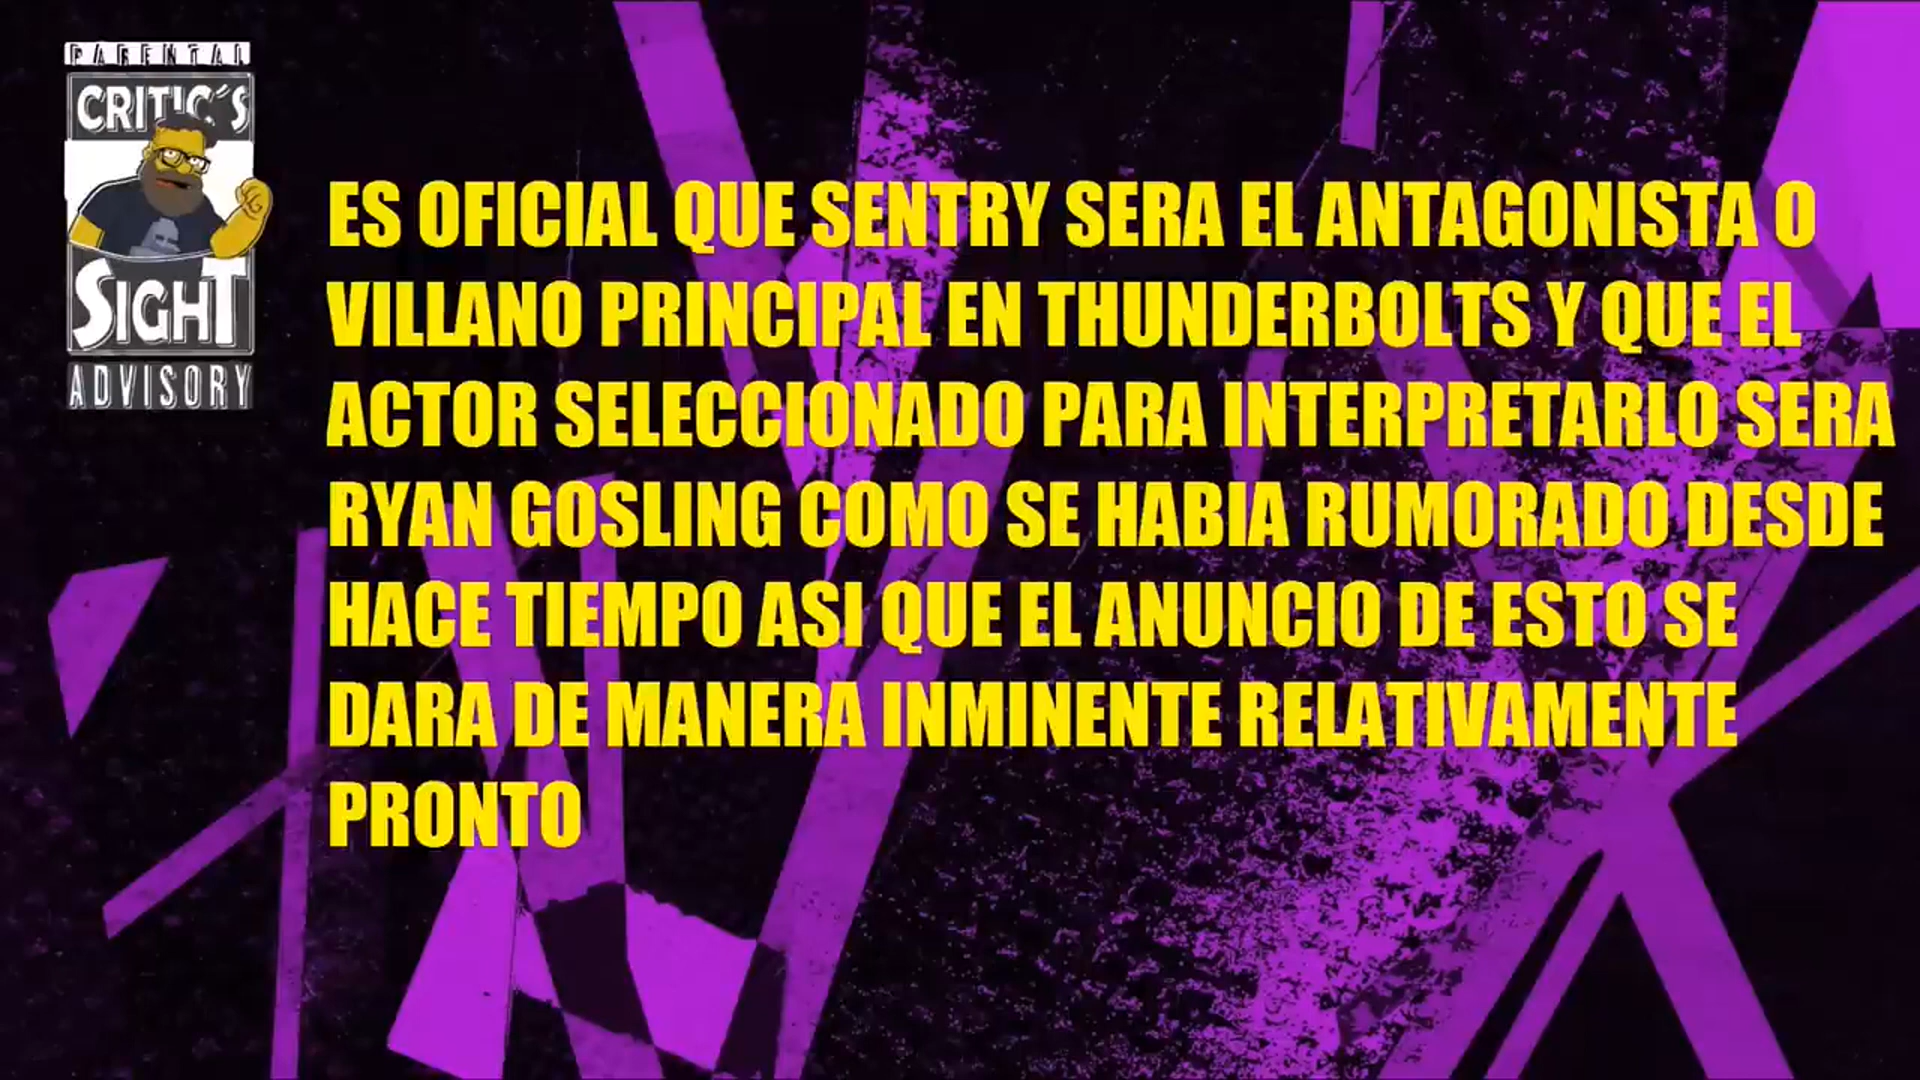 PARENTAL
CRITIC´S
SIGHT
ADVISORY
ES OFICIAL QUE SENTRY SERA EL ANTAGONISTA O
VILLANO PRINCIPAL EN THUNDERBOLTS Y QUE EL
ACTOR SELECCIONADO PARA INTERPRETARLO SERA
RYAN GOSLING COMO SE HABIA RUMORADO DESDE
HACE TIEMPO ASI QUE EL ANUNCIO DE ESTO SE
DARA DE MANERA INMINENTE RELATIVAMENTE
PRONTO